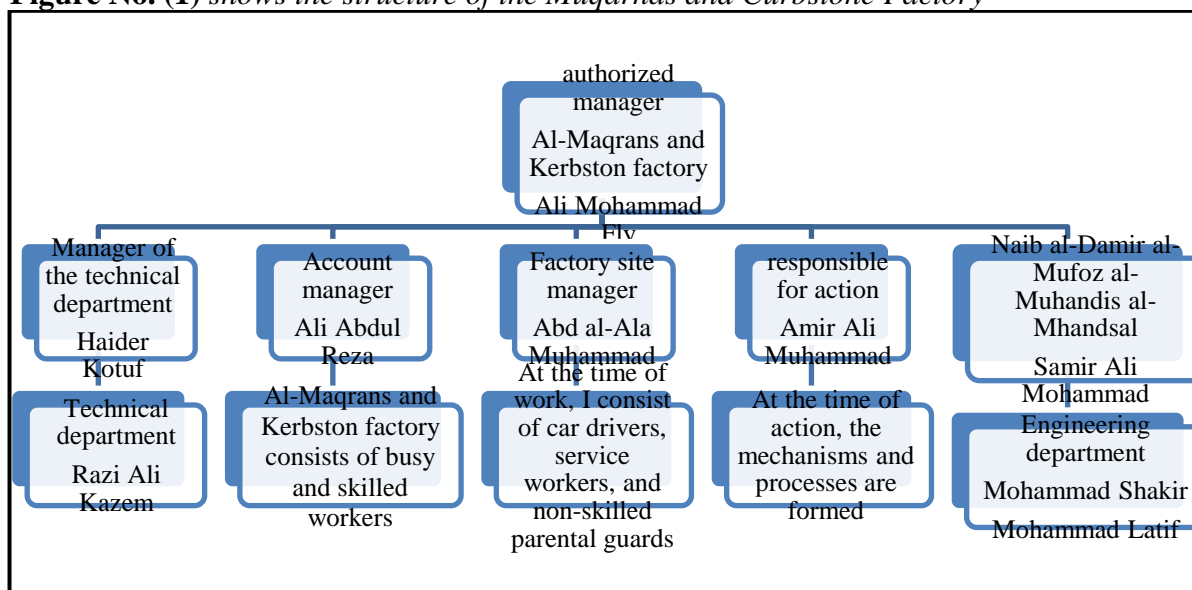 Figure No. (1) shows the structure of the Muqarnas and Curbstone Factory
authorized
manager
Al-Maqrans and
Kerbston factory
Ali Mohammad
Fly
Manager of
the technical
department
Haider
Kotuf
Account
manager
Ali Abdul
Reza
Factory site
manager
Abd al-Ala
Muhammad
responsible
for action
Amir Ali
Muhammad
Naib al-Damir al-
Mufoz al-
Muhandis al-
Mhandsal
Samir Ali
Mohammad
Technical
department
Razi Ali
Kazem
Al-Maqrans and
Kerbston factory
consists of busy
and skilled
workers
At the time of
work, I consist
of car drivers,
service
workers, and
non-skilled
parental guards
At the time of
action, the
mechanisms and
processes are
formed
Engineering
department
Mohammad Shakir
Mohammad Latif